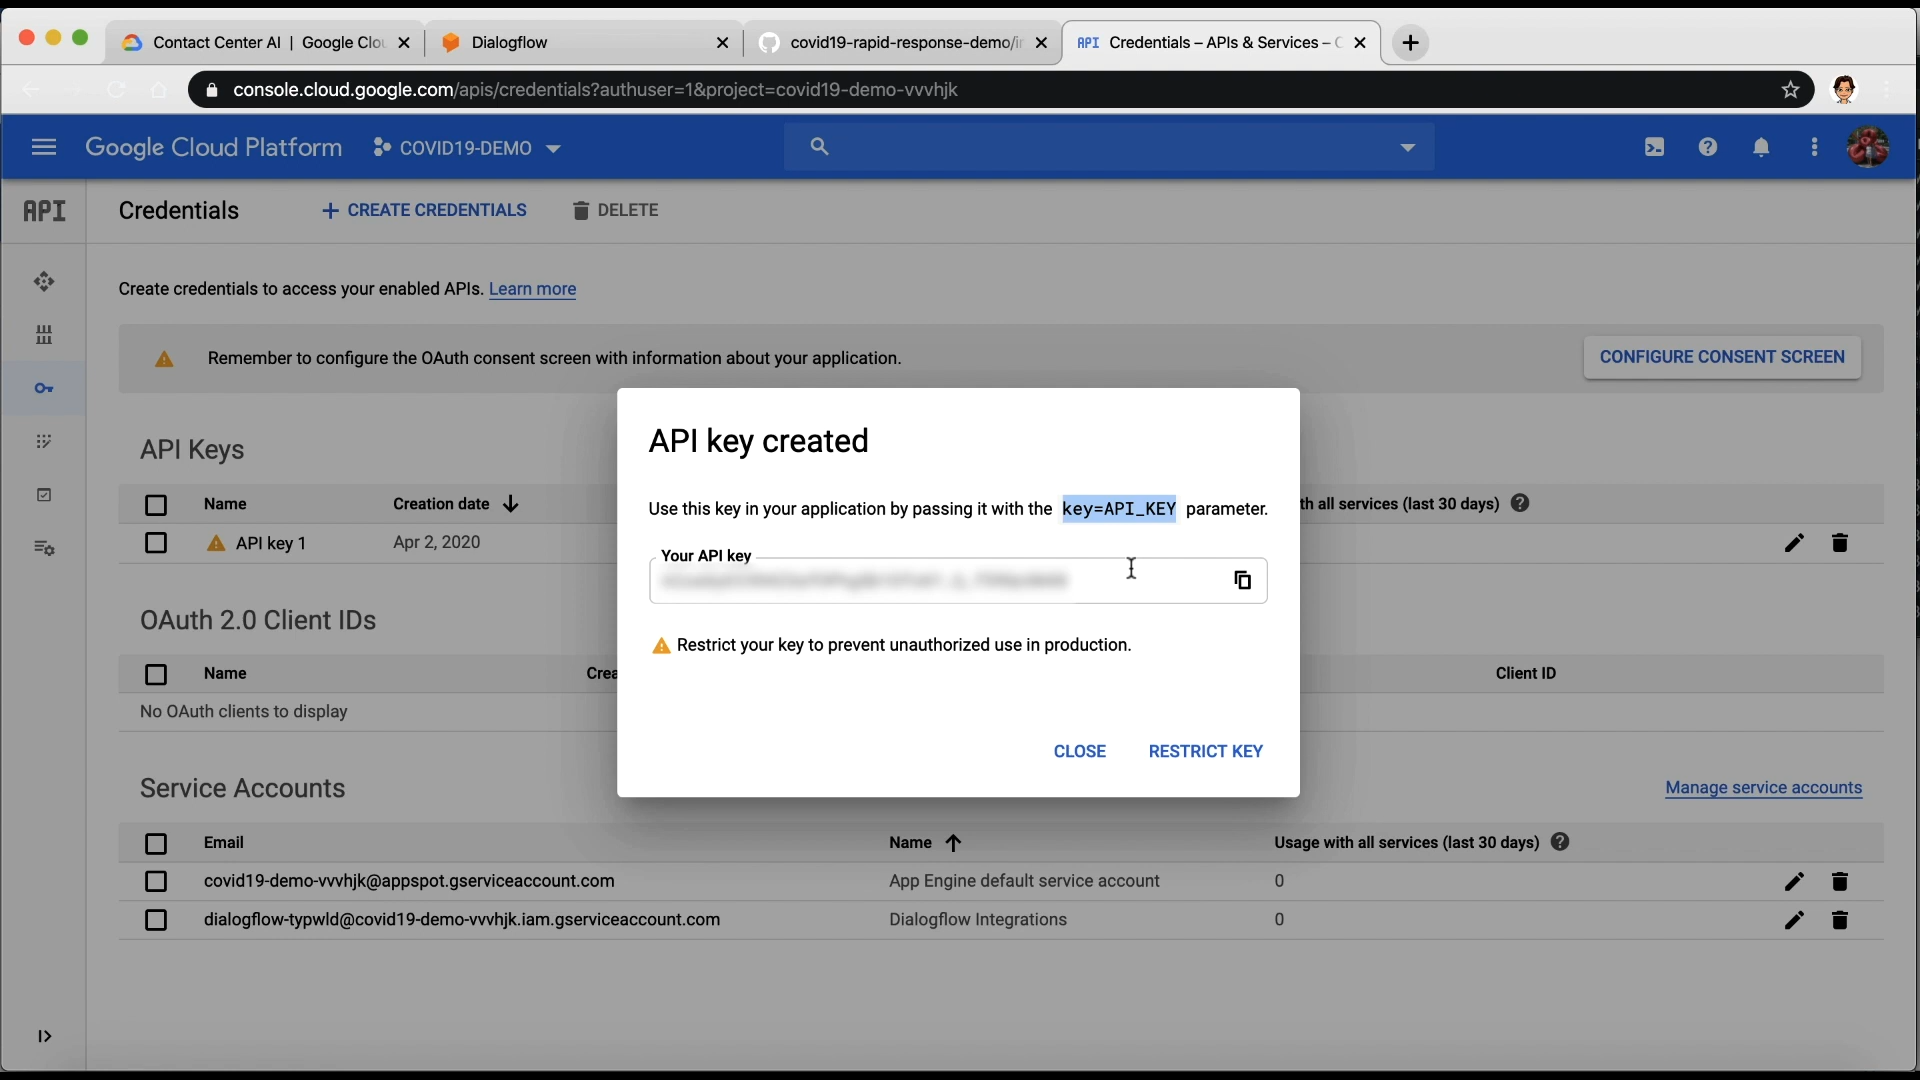 Contact Center AI | Google Clou
Dialogflow
covid19-rapid-response-demo/in
API Credentials – APIs & Services – C
console.cloud.google.com/apis/credentials?authuser=1&project=covid19-demo-vvvhjk
Google Cloud Platform
COVID19-DEMO
API
Credentials
CREATE CREDENTIALS
DELETE
Create credentials to access your enabled APIs. Learn more
Remember to configure the OAuth consent screen with information about your application.
CONFIGURE CONSENT SCREEN
API Keys
Name
Creation date
th all services (last 30 days)
API key 1
Apr 2, 2020
API key created
Use this key in your application by passing it with the key=API_KEY parameter.
Your API key
Restrict your key to prevent unauthorized use in production.
CLOSE
RESTRICT KEY
OAuth 2.0 Client IDs
Name
Crea
Client ID
No OAuth clients to display
Service Accounts
Manage service accounts
Email
Name
Usage with all services (last 30 days)
covid19-demo-vvvhjk@appspot.gserviceaccount.com
App Engine default service account
0
dialogflow-typwld@covid19-demo-vvvhjk.iam.gserviceaccount.com
Dialogflow Integrations
0